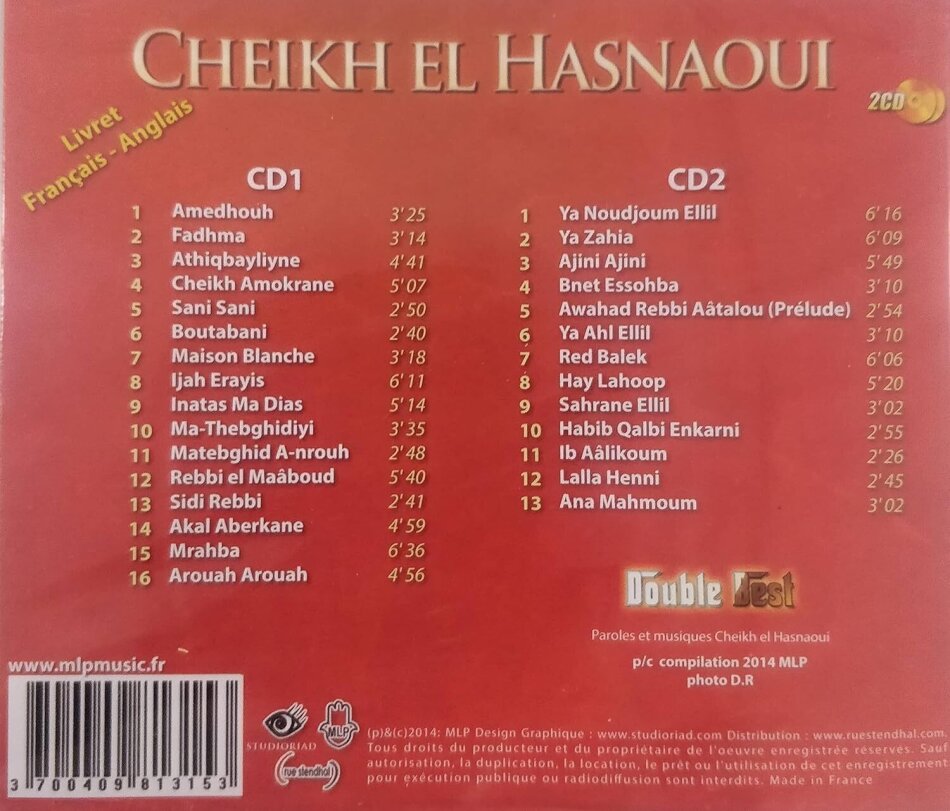 CHEIKH EL HASNAOUI
2CD
Livret
Français - Anglais
CD1
1 Amedhouh 3'25
2 Fadhma 3'14
3 Athiqbayliyne 4'41
4 Cheikh Amokrane 5'07
5 Sani Sani 2'50
6 Boutabani 2'40
7 Maison Blanche 3'18
8 Ijah Erayis 6'11
9 Inatas Ma Dias 5'14
10 Ma-Thebghidiyi 3'35
11 Matebghid A-nrouh 2'48
12 Rebbi el Maâboud 5'40
13 Sidi Rebbi 2'41
14 Akal Aberkane 4'59
15 Mrahba 6'36
16 Arouah Arouah 4'56
CD2
1 Ya Noudjoum Ellil 6'16
2 Ya Zahia 6'09
3 Ajini Ajini 5'49
4 Bnet Essohba 3'10
5 Awahad Rebbi Aâtalou (Prélude) 2'54
6 Ya Ahl Ellil 3'10
7 Red Balek 6'06
8 Hay Lahoop 5'20
9 Sahrane Ellil 3'02
10 Habib Qalbi Enkarni 2'55
11 Ib Aâlikoum 2'26
12 Lalla Henni 2'45
13 Ana Mahmoum 3'02
Double Best
Paroles et musiques Cheikh el Hasnaoui
p/c compilation 2014 MLP
photo D.R
www.mlpmusic.fr
3 700409 813153
STUDIORIAD
MLP
rue stendhal
(p)&(c)2014: MLP Design Graphique : www.studioriad.com Distribution : www.ruestendhal.com
Tous droits du producteur et du propriétaire de l'oeuvre enregistrée réservés. Sauf
autorisation, la duplication, la location, le prêt ou l'utilisation de cet enregistrement
pour exécution publique ou radiodiffusion sont interdits. Made in France